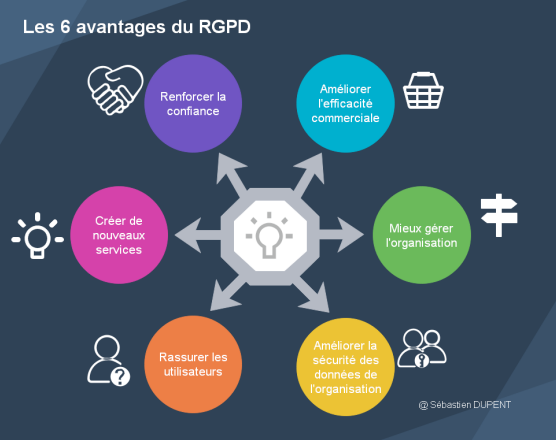 Les 6 avantages du RGPD
Renforcer la
confiance
Améliorer
l'efficacité
commerciale
Créer de
nouveaux
services
Mieux gérer
l'organisation
Rassurer les
utilisateurs
?
Améliorer la
sécurité des
données de
l'organisation
?
@ Sébastien DUPENT